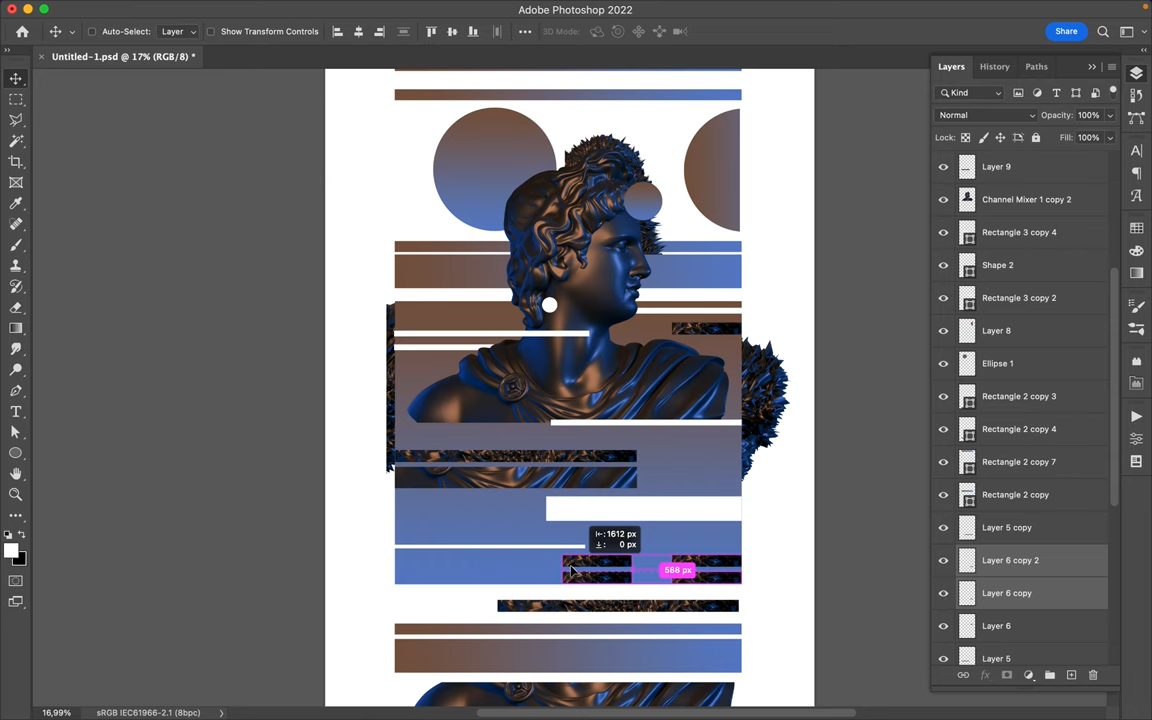 Adobe Photoshop 2022
Auto-Select: Layer Show Transform Controls 3D Mode: Share
Untitled-1.psd @ 17% (RGB/8) *
Layers History Paths
Kind
Normal Opacity: 100%
Lock: Fill: 100%
Layer 9
Channel Mixer 1 copy 2
Rectangle 3 copy 4
Shape 2
Rectangle 3 copy 2
Layer 8
Ellipse 1
Rectangle 2 copy 3
Rectangle 2 copy 4
Rectangle 2 copy 7
Rectangle 2 copy
Layer 5 copy
Layer 6 copy 2
Layer 6 copy
Layer 6
Layer 5
1612 px
0 px
588 px
fx
16,99% sRGB IEC61966-2.1 (8bpc)